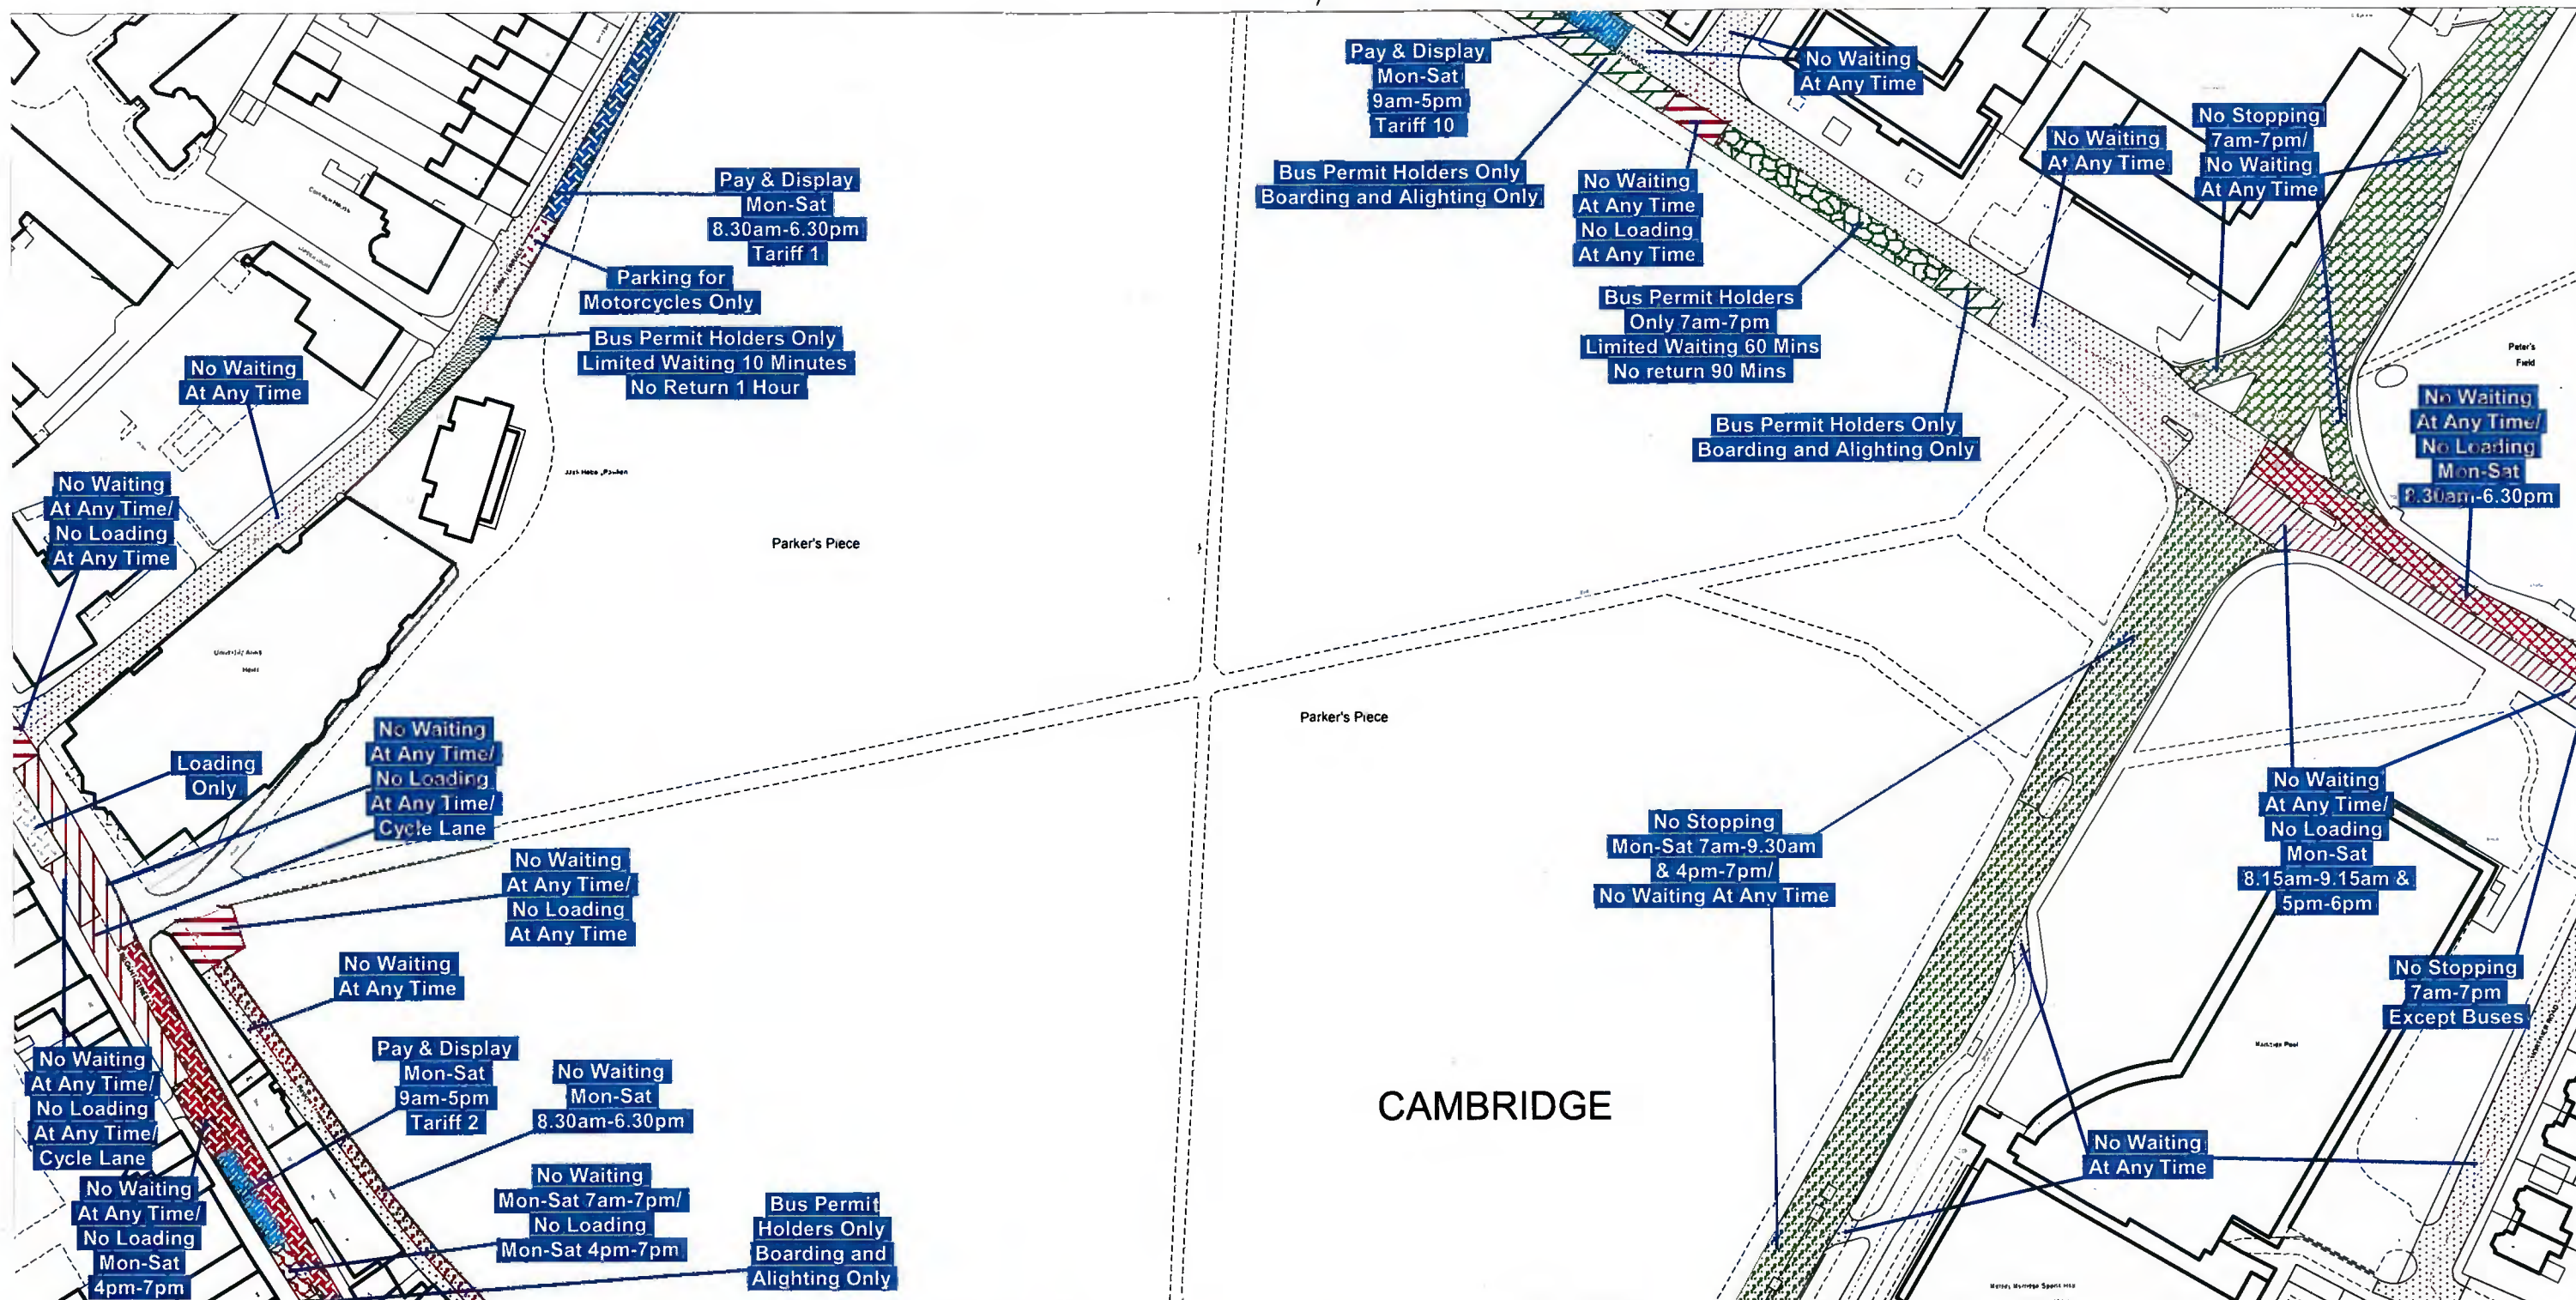 Pay & Display
Mon-Sat
8.30am-6.30pm
Tariff 1
Parking for
Motorcycles Only
Bus Permit Holders Only
Limited Waiting 10 Minutes
No Return 1 Hour
No Waiting
At Any Time
No Waiting
At Any Time/
No Loading
At Any Time
Pay & Display
Mon-Sat
9am-5pm
Tariff 10
Bus Permit Holders Only
Boarding and Alighting Only
No Waiting
At Any Time
No Waiting
At Any Time
No Loading
At Any Time
Bus Permit Holders
Only 7am-7pm
Limited Waiting 60 Mins
No return 90 Mins
Bus Permit Holders Only
Boarding and Alighting Only
No Waiting
At Any Time
No Stopping
7am-7pm/
No Waiting
At Any Time
Peter's
Field
No Waiting
At Any Time/
No Loading
Mon-Sat
8.30am-6.30pm
Parker's Piece
Parker's Piece
University Arms
Hotel
Loading
Only
No Waiting
At Any Time/
No Loading
At Any Time/
Cycle Lane
No Waiting
At Any Time/
No Loading
At Any Time
No Waiting
At Any Time
Pay & Display
Mon-Sat
9am-5pm
Tariff 2
No Waiting
Mon-Sat
8.30am-6.30pm
No Waiting
Mon-Sat 7am-7pm/
No Loading
Mon-Sat 4pm-7pm
Bus Permit
Holders Only
Boarding and
Alighting Only
No Waiting
At Any Time/
No Loading
At Any Time/
Cycle Lane
No Waiting
At Any Time/
No Loading
Mon-Sat
4pm-7pm
CAMBRIDGE
No Stopping
Mon-Sat 7am-9.30am
& 4pm-7pm/
No Waiting At Any Time
No Waiting
At Any Time/
No Loading
Mon-Sat
8.15am-9.15am &
5pm-6pm
No Stopping
7am-7pm
Except Buses
No Waiting
At Any Time